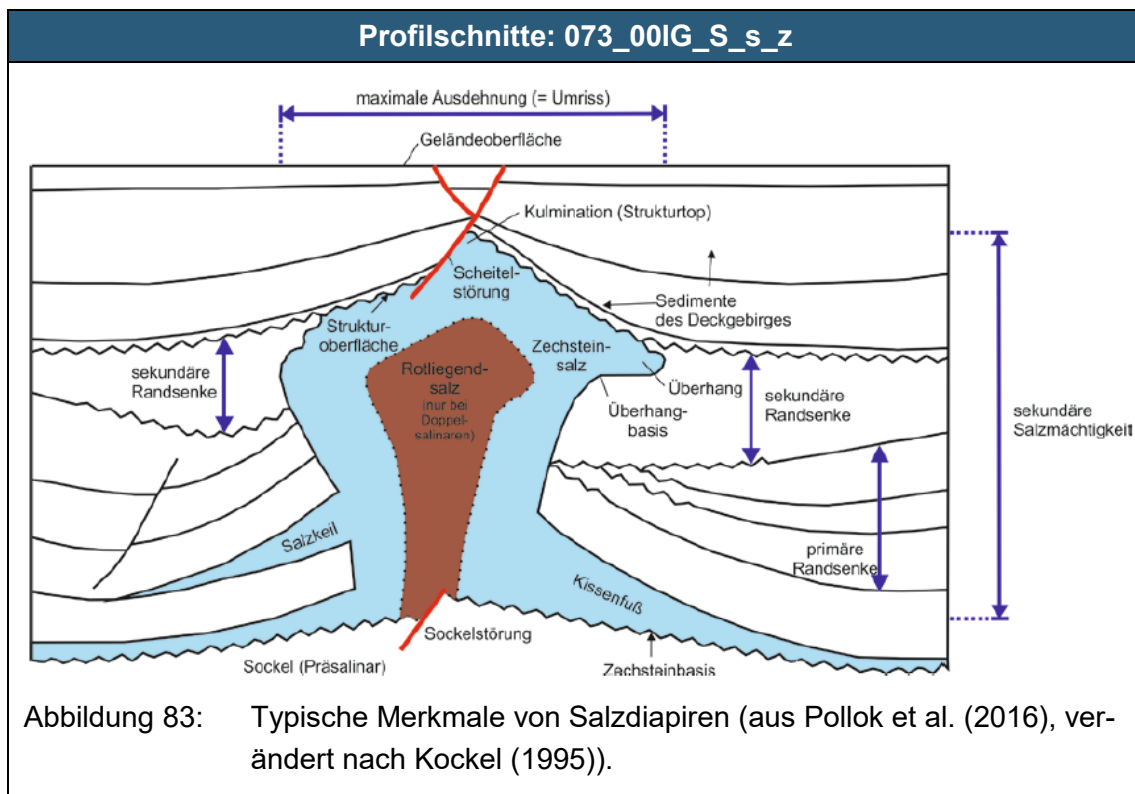 Profilschnitte: 073_00IG_S_s_z
maximale Ausdehnung (= Umriss)
Geländeoberfläche
Kulmination (Strukturtop)
Scheitel-
störung
Sedimente
des Deckgebirges
Struktur-
oberfläche
Zechstein-
salz
sekundäre
Randsenke
Rotliegend-
salz
(nur bei
Doppel-
salinaren)
Überhang
Überhang-
basis
sekundäre
Randsenke
sekundäre
Salzmächtigkeit
Salzkeil
primäre
Randsenke
Kissenfuß
Sockelstörung
Sockel (Präsalinar)
Zechsteinbasis
Abbildung 83: Typische Merkmale von Salzdiapiren (aus Pollok et al. (2016), ver-
ändert nach Kockel (1995)).